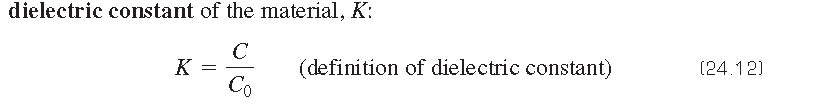 dielectric constant of the material, K:
K = C/C₀ (definition of dielectric constant) (24.12)